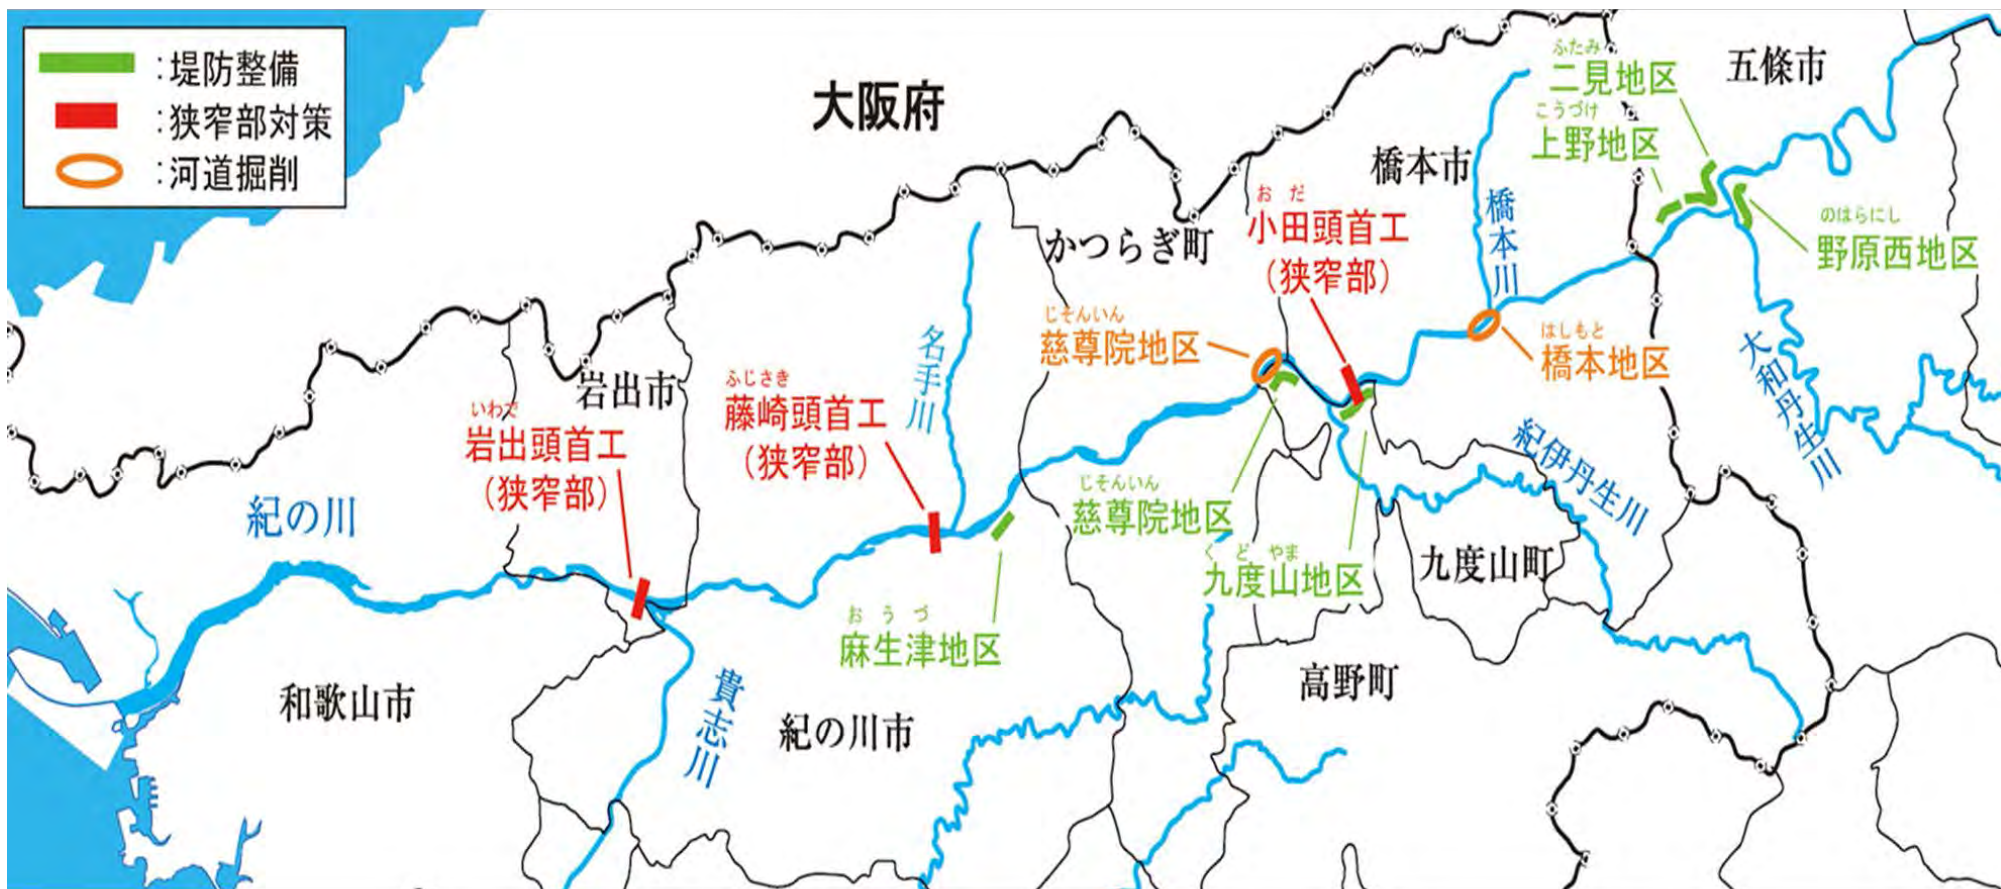 ：堤防整備
：狭窄部対策
：河道掘削
大阪府
ふたみ
二見地区
五條市
こうづけ
上野地区
橋本市
橋本川
のはらにし
野原西地区
おだ
小田頭首工
（狭窄部）
かつらぎ町
じそんいん
慈尊院地区
はしもと
橋本地区
大和丹生川
名手川
岩出市
ふじさき
藤崎頭首工
（狭窄部）
いわで
岩出頭首工
（狭窄部）
紀の川
紀伊丹生川
じそんいん
慈尊院地区
くどやま
九度山地区
九度山町
おうづ
麻生津地区
高野町
和歌山市
貴志川
紀の川市